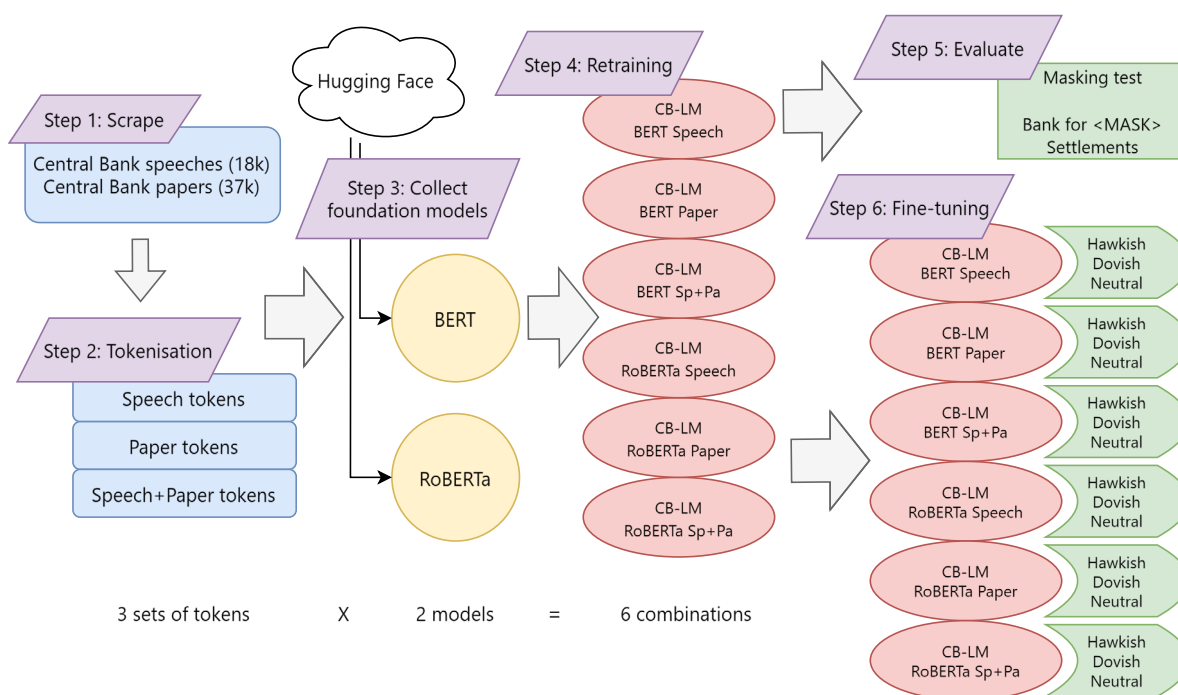 Step 1: Scrape
Central Bank speeches (18k)
Central Bank papers (37k)
Step 2: Tokenisation
Speech tokens
Paper tokens
Speech+Paper tokens
Hugging Face
Step 3: Collect
foundation models
BERT
RoBERTa
Step 4: Retraining
CB-LM
BERT Speech
CB-LM
BERT Paper
CB-LM
BERT Sp+Pa
CB-LM
RoBERTa Speech
CB-LM
RoBERTa Paper
CB-LM
RoBERTa Sp+Pa
Step 5: Evaluate
Masking test
Bank for <MASK>
Settlements
Step 6: Fine-tuning
CB-LM
BERT Speech
Hawkish
Dovish
Neutral
CB-LM
BERT Paper
Hawkish
Dovish
Neutral
CB-LM
BERT Sp+Pa
Hawkish
Dovish
Neutral
CB-LM
RoBERTa Speech
Hawkish
Dovish
Neutral
CB-LM
RoBERTa Paper
Hawkish
Dovish
Neutral
CB-LM
RoBERTa Sp+Pa
Hawkish
Dovish
Neutral
3 sets of tokens X 2 models = 6 combinations